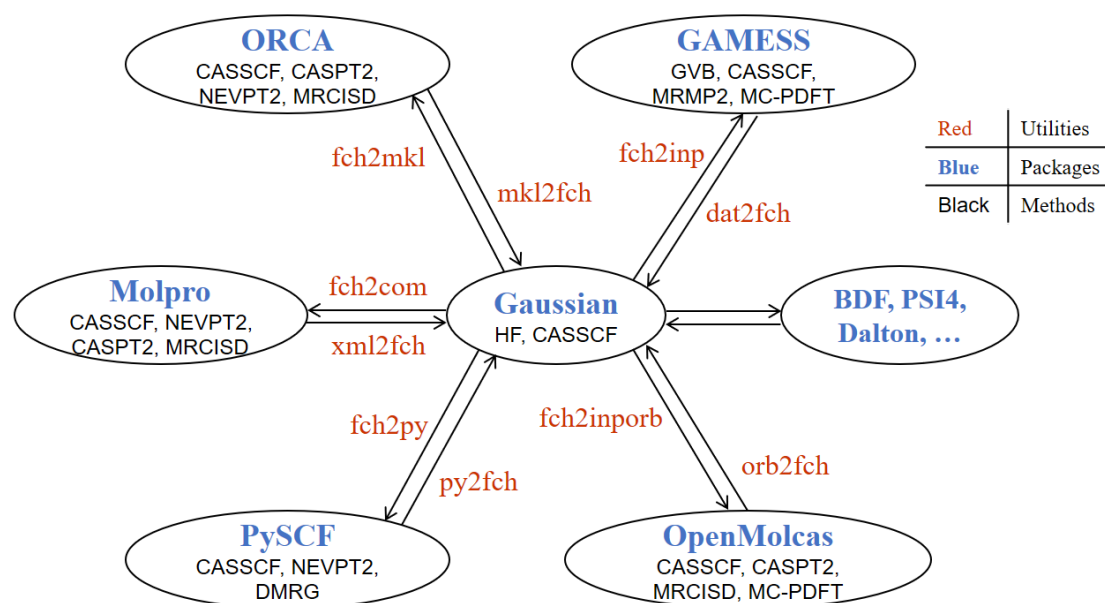 ORCA
CASSCF, CASPT2,
NEVPT2, MRCISD
GAMESS
GVB, CASSCF,
MRMP2, MC-PDFT
Red Utilities
Blue Packages
Black Methods
fch2mkl
mkl2fch
fch2inp
dat2fch
Molpro
CASSCF, NEVPT2,
CASPT2, MRCISD
fch2com
xml2fch
Gaussian
HF, CASSCF
BDF, PSI4,
Dalton, …
fch2py
py2fch
fch2inporb
orb2fch
PySCF
CASSCF, NEVPT2,
DMRG
OpenMolcas
CASSCF, CASPT2,
MRCISD, MC-PDFT